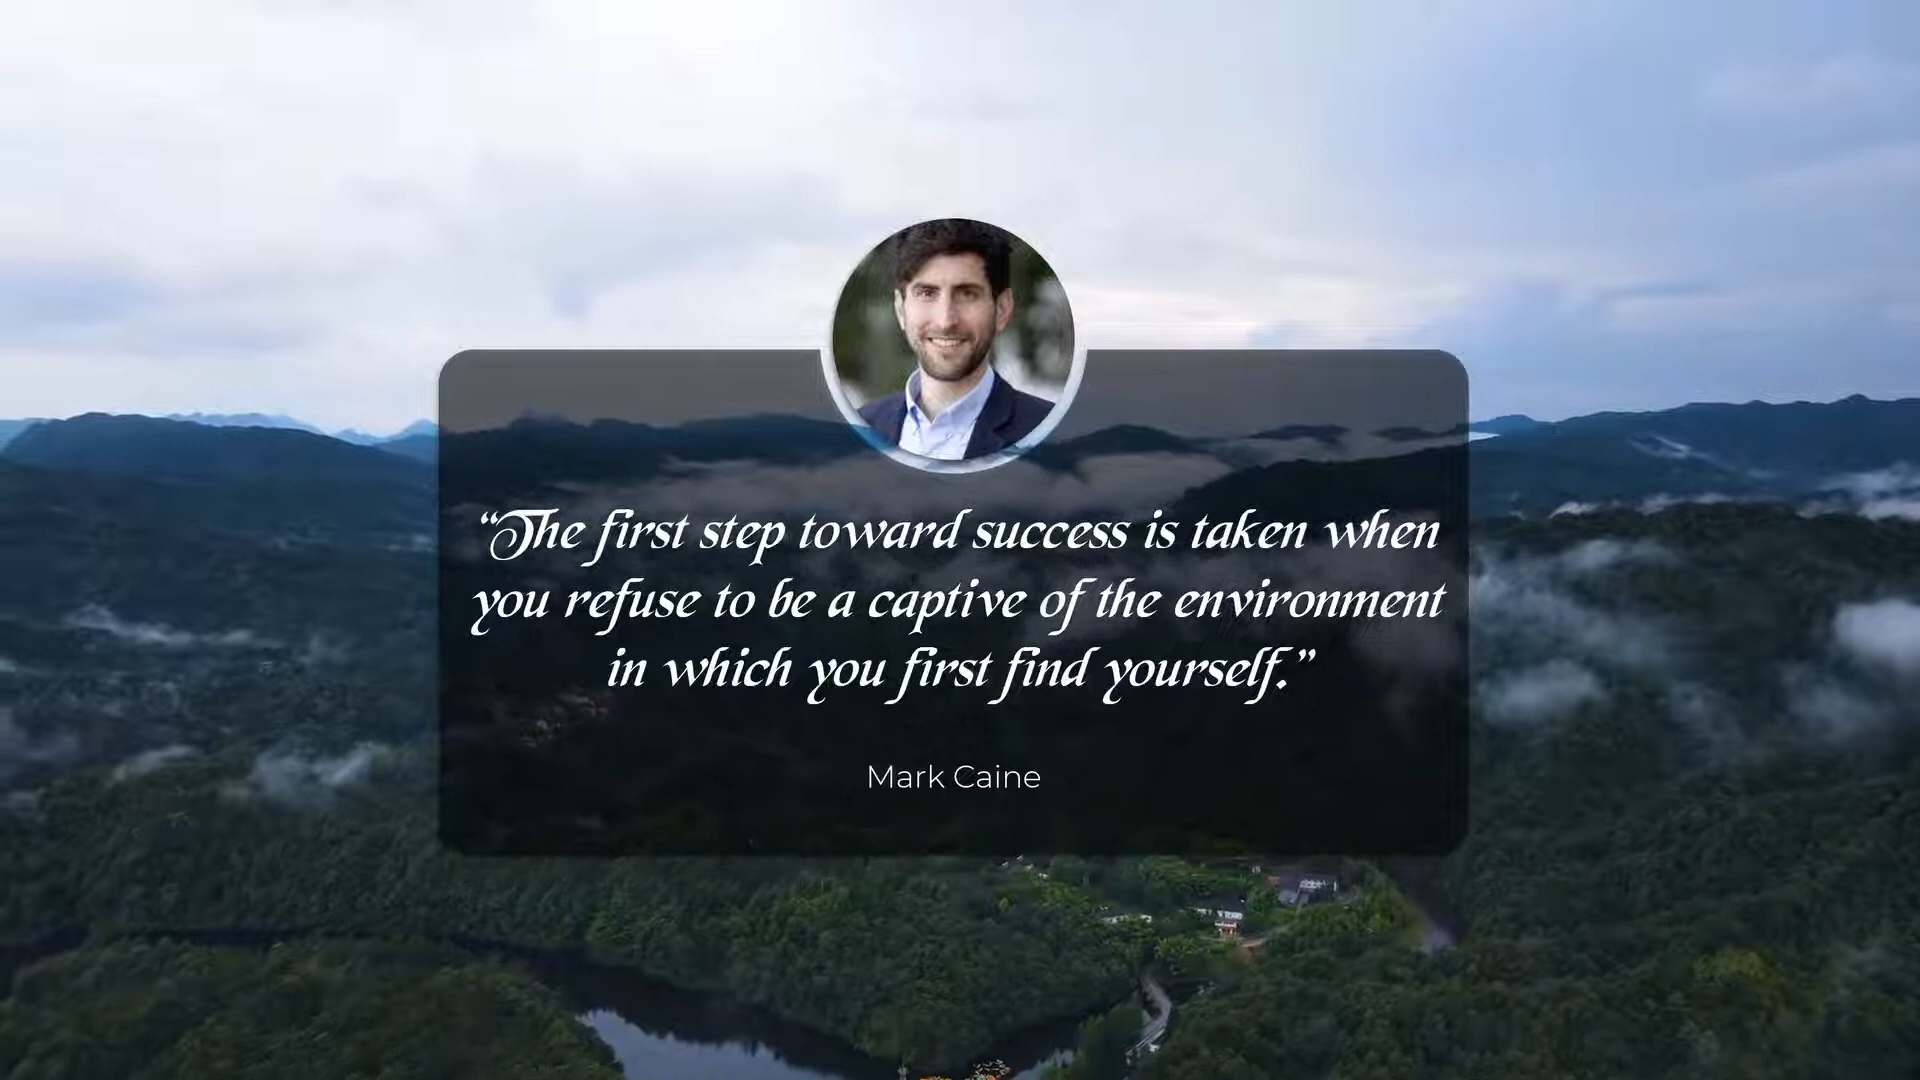 “The first step toward success is taken when
you refuse to be a captive of the environment
in which you first find yourself.”
Mark Caine